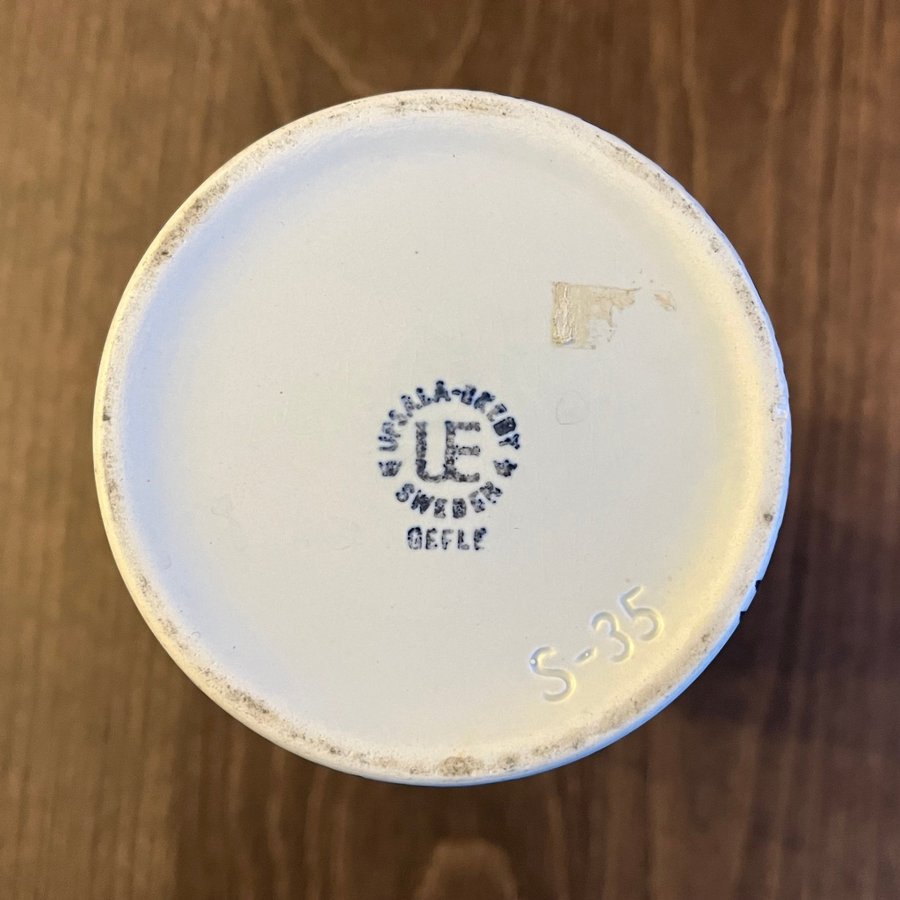 UPSALA-EKEBY
UE
SWEDEN
GEFLE
S-35